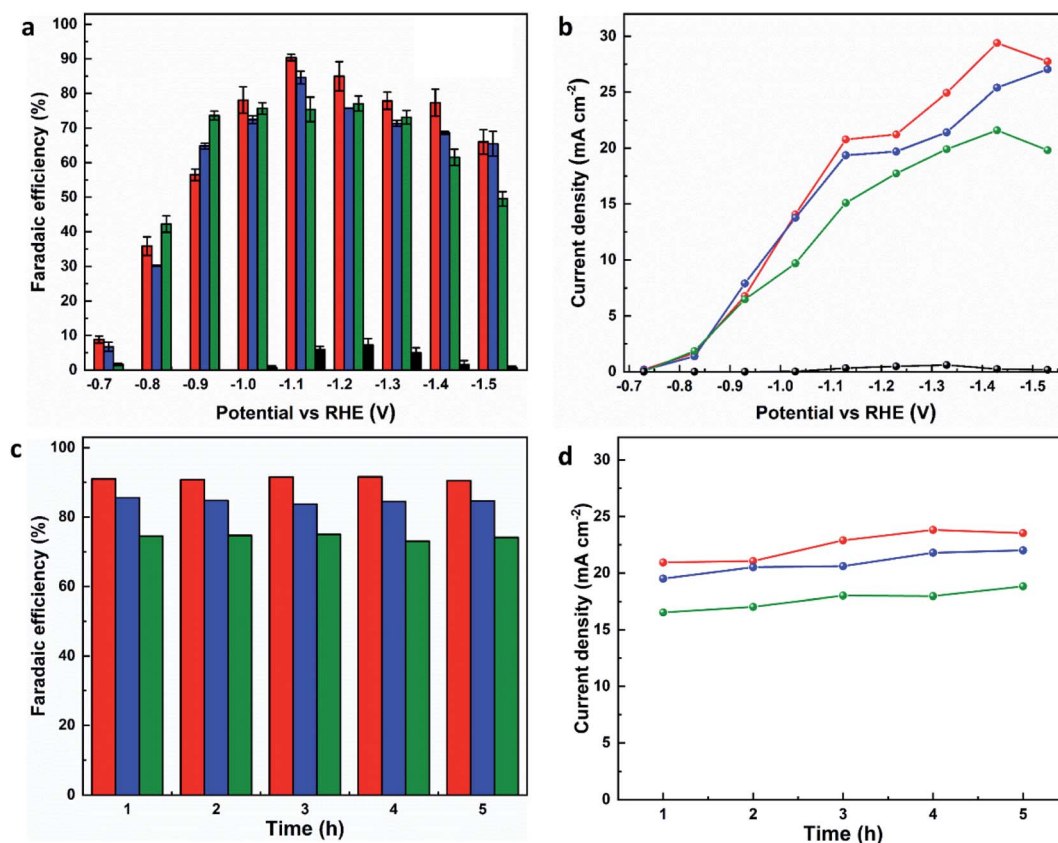 a
Faradaic efficiency (%)
100
90
80
70
60
50
40
30
20
10
0
-0.7 -0.8 -0.9 -1.0 -1.1 -1.2 -1.3 -1.4 -1.5
Potential vs RHE (V)
b
Current density (mA cm⁻²)
30
25
20
15
10
5
0
-0.7 -0.8 -0.9 -1.0 -1.1 -1.2 -1.3 -1.4 -1.5
Potential vs RHE (V)
c
Faradaic efficiency (%)
100
80
60
40
20
0
1 2 3 4 5
Time (h)
d
Current density (mA cm⁻²)
30
25
20
15
10
5
0
1 2 3 4 5
Time (h)